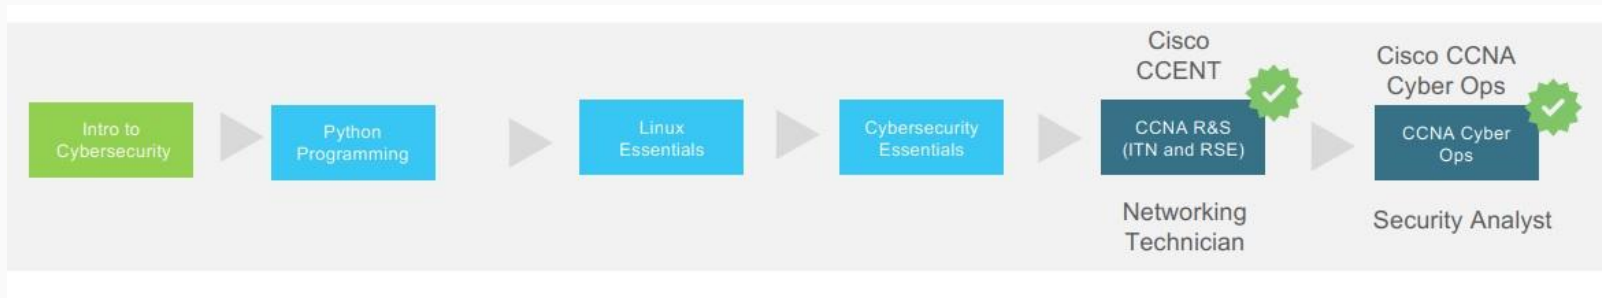 Intro to
Cybersecurity
Python
Programming
Linux
Essentials
Cybersecurity
Essentials
Cisco
CCENT
CCNA R&S
(ITN and RSE)
Networking
Technician
Cisco CCNA
Cyber Ops
CCNA Cyber
Ops
Security Analyst